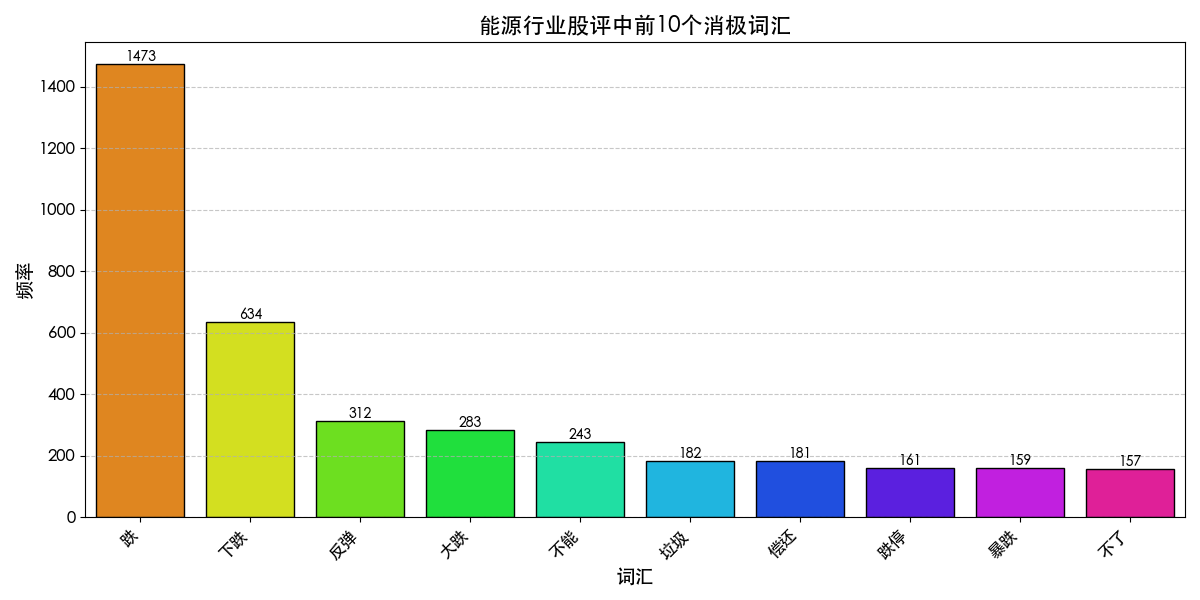 能源行业股评中前10个消极词汇
频率
1400
1200
1000
800
600
400
200
0
1473
634
312
283
243
182
181
161
159
157
跌
下跌
反弹
大跌
不能
垃圾
偿还
跌停
暴跌
不了
词汇